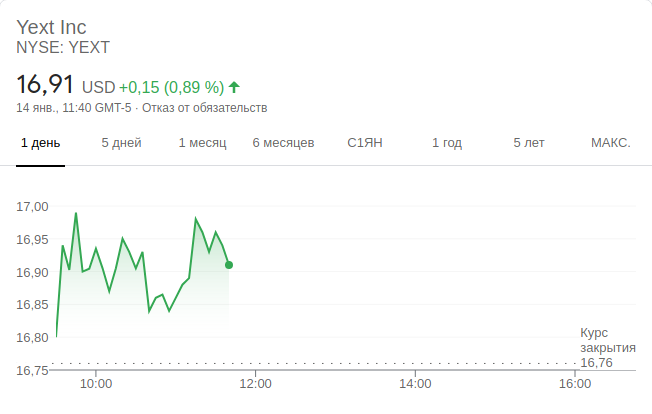 Yext Inc
NYSE: YEXT
16,91 USD +0,15 (0,89 %)
14 янв., 11:40 GMT-5 · Отказ от обязательств
1 день 5 дней 1 месяц 6 месяцев С1ЯН 1 год 5 лет МАКС.
17,00
16,95
16,90
16,85
16,80
16,75
Курс
закрытия
16,76
10:00 12:00 14:00 16:00